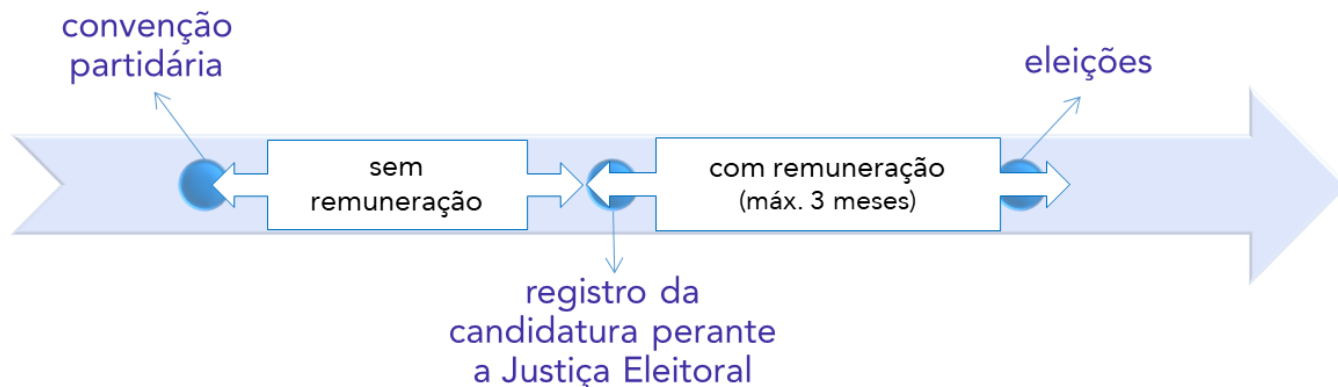 convenção
partidária
eleições
sem
remuneração
com remuneração
(máx. 3 meses)
registro da
candidatura perante
a Justiça Eleitoral